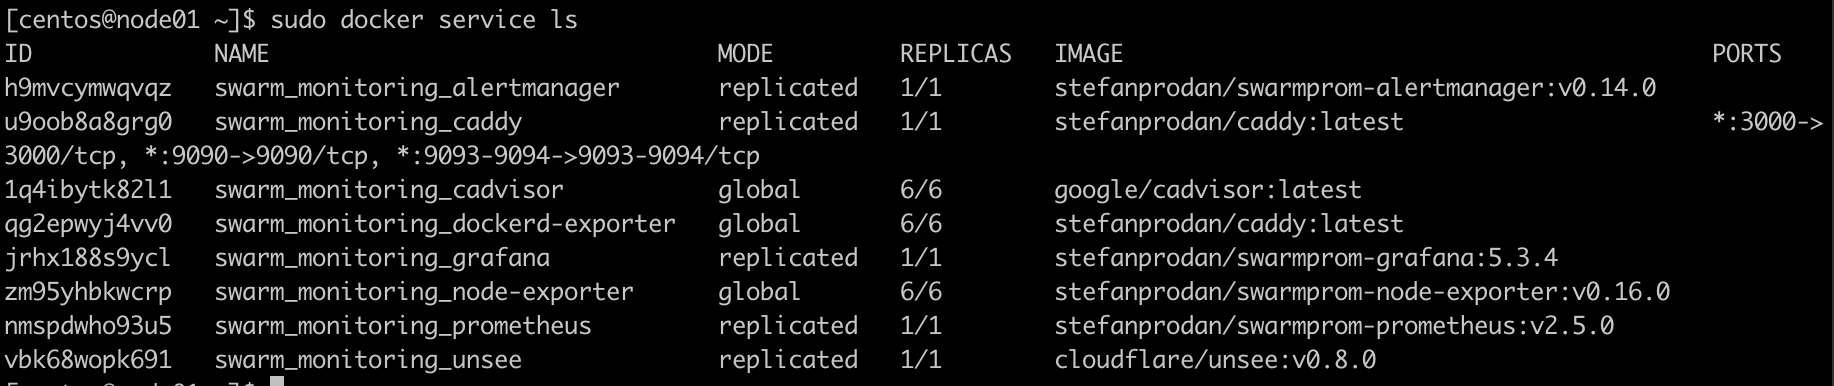 [centos@node01 ~]$ sudo docker service ls
ID NAME MODE REPLICAS IMAGE PORTS
h9mvcymwqvqz swarm_monitoring_alertmanager replicated 1/1 stefanprodan/swarmprom-alertmanager:v0.14.0
u9oob8a8grg0 swarm_monitoring_caddy replicated 1/1 stefanprodan/caddy:latest *:3000->
3000/tcp, *:9090->9090/tcp, *:9093-9094->9093-9094/tcp
1q4ibytk82l1 swarm_monitoring_cadvisor global 6/6 google/cadvisor:latest
qg2epwyj4vv0 swarm_monitoring_dockerd-exporter global 6/6 stefanprodan/caddy:latest
jrhx188s9ycl swarm_monitoring_grafana replicated 1/1 stefanprodan/swarmprom-grafana:5.3.4
zm95yhbkwcrp swarm_monitoring_node-exporter global 6/6 stefanprodan/swarmprom-node-exporter:v0.16.0
nmspdwho93u5 swarm_monitoring_prometheus replicated 1/1 stefanprodan/swarmprom-prometheus:v2.5.0
vbk68wopk691 swarm_monitoring_unsee replicated 1/1 cloudflare/unsee:v0.8.0